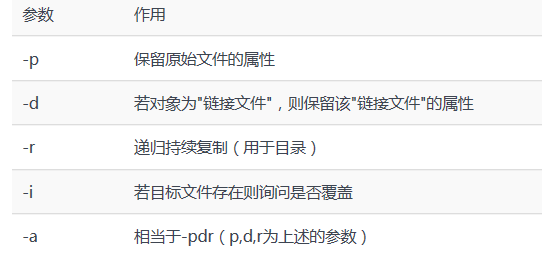 参数 作用
-p 保留原始文件的属性
-d 若对象为"链接文件"，则保留该"链接文件"的属性
-r 递归持续复制（用于目录）
-i 若目标文件存在则询问是否覆盖
-a 相当于-pdr（p,d,r为上述的参数）